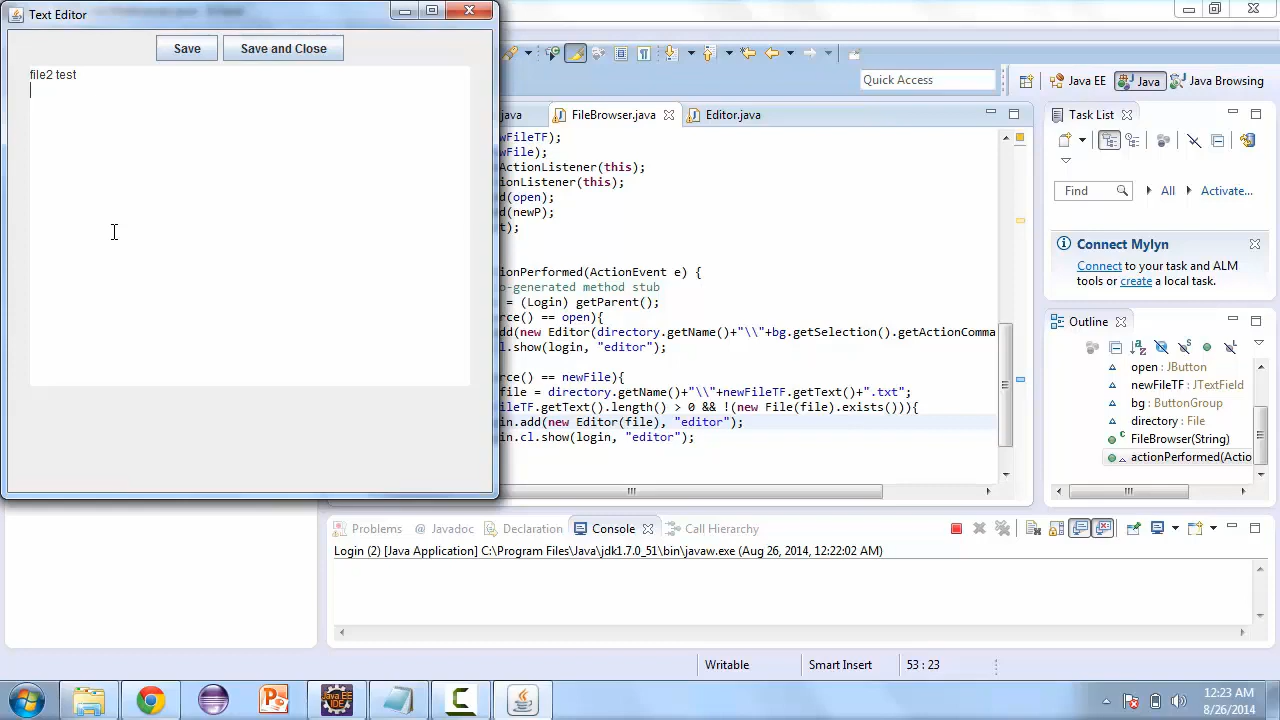 Text Editor
Save
Save and Close
file2 test
Quick Access
Java EE
Java
Java Browsing
java
FileBrowser.java
Editor.java
Task List
wFileTF);
wFile);
ActionListener(this);
ionListener(this);
d(open);
d(newP);
t);
onPerformed(ActionEvent e) {
o-generated method stub
= (Login) getParent();
rce() == open){
dd(new Editor(directory.getName()+"\\"+bg.getSelection().getActionComma
l.show(login, "editor");
rce() == newFile){
file = directory.getName()+"\\"+newFileTF.getText()+".txt";
ileTF.getText().length() > 0 && !(new File(file).exists())){
in.add(new Editor(file), "editor");
in.cl.show(login, "editor");
Find
All
Activate...
Connect Mylyn
Connect to your task and ALM
tools or create a local task.
Outline
open : JButton
newFileTF : JTextField
bg : ButtonGroup
directory : File
FileBrowser(String)
actionPerformed(Actio
Problems
@ Javadoc
Declaration
Console
Call Hierarchy
Login (2) [Java Application] C:\Program Files\Java\jdk1.7.0_51\bin\javaw.exe (Aug 26, 2014, 12:22:02 AM)
Writable
Smart Insert
53 : 23
Java EE
IDE
12:23 AM
8/26/2014